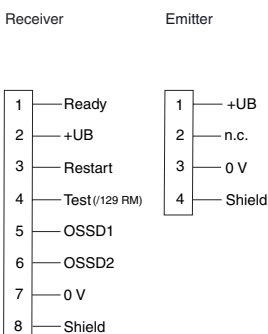 Receiver Emitter
1 Ready 1 +UB
2 +UB 2 n.c.
3 Restart 3 0 V
4 Test(/129 RM) 4 Shield
5 OSSD1
6 OSSD2
7 0 V
8 Shield